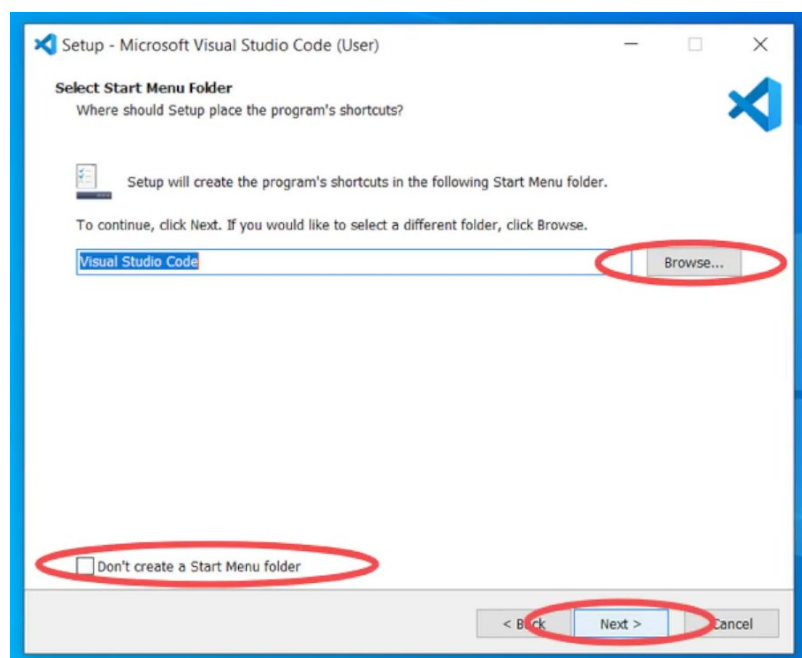 Setup - Microsoft Visual Studio Code (User)
Select Start Menu Folder
Where should Setup place the program's shortcuts?
Setup will create the program's shortcuts in the following Start Menu folder.
To continue, click Next. If you would like to select a different folder, click Browse.
Visual Studio Code
Browse...
Don't create a Start Menu folder
< Back
Next >
Cancel